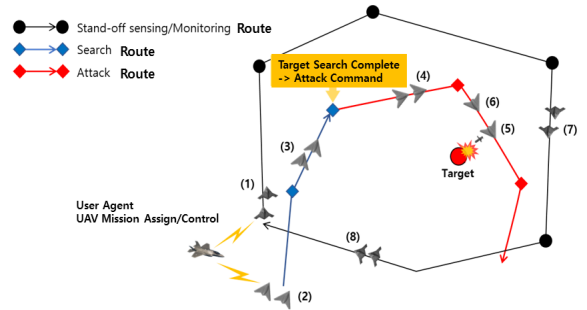 Stand-off sensing/Monitoring Route
Search Route
Attack Route
Target Search Complete
-> Attack Command
(4)
(6)
(3)
(5)
(7)
Target
(1)
User Agent
UAV Mission Assign/Control
(8)
(2)